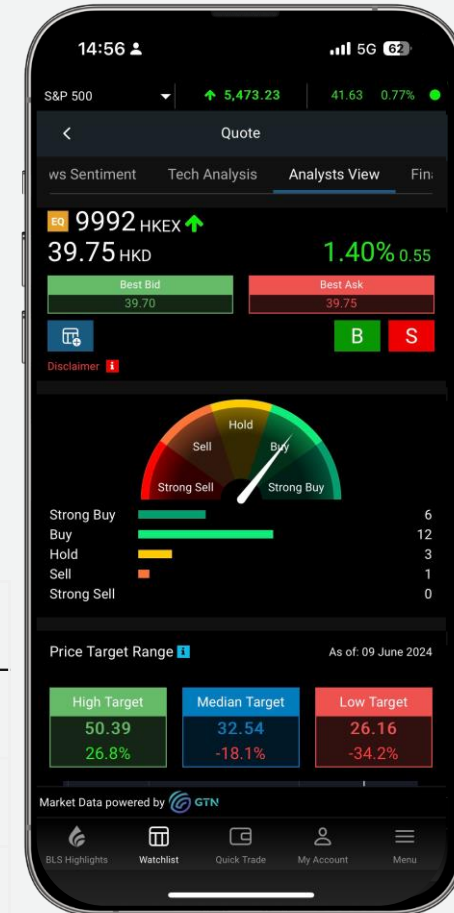 14:56 5G 62
S&P 500 5,473.23 41.63 0.77%
Quote
ws Sentiment Tech Analysis Analysts View Fin
EQ 9992 HKEX
39.75 HKD 1.40% 0.55
Best Bid Best Ask
39.70 39.75
B S
Disclaimer i
Hold
Sell Buy
Strong Sell Strong Buy
Strong Buy 6
Buy 12
Hold 3
Sell 1
Strong Sell 0
Price Target Range i As of: 09 June 2024
High Target Median Target Low Target
50.39 32.54 26.16
26.8% -18.1% -34.2%
Market Data powered by GTN
BLS Highlights Watchlist Quick Trade My Account Menu